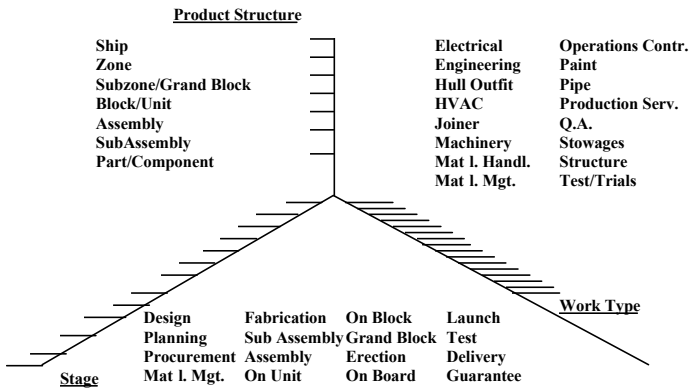 Product Structure
Ship
Zone
Subzone/Grand Block
Block/Unit
Assembly
SubAssembly
Part/Component
Electrical
Engineering
Hull Outfit
HVAC
Joiner
Machinery
Mat l. Handl.
Mat l. Mgt.
Operations Contr.
Paint
Pipe
Production Serv.
Q.A.
Stowages
Structure
Test/Trials
Work Type
Design
Planning
Procurement
Mat l. Mgt.
Fabrication
Sub Assembly
Assembly
On Unit
On Block
Grand Block
Erection
On Board
Launch
Test
Delivery
Guarantee
Stage